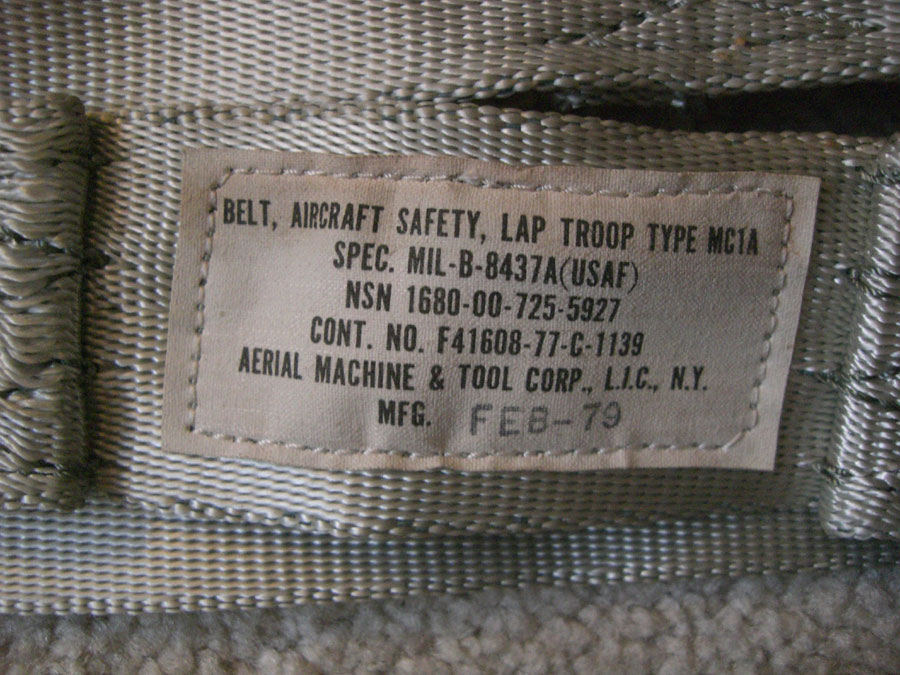 BELT, AIRCRAFT SAFETY, LAP TROOP TYPE MC1A
SPEC. MIL-B-8437A(USAF)
NSN 1680-00-725-5927
CONT. NO. F41608-77-C-1139
AERIAL MACHINE & TOOL CORP., L.I.C., N.Y.
MFG. FEB-79